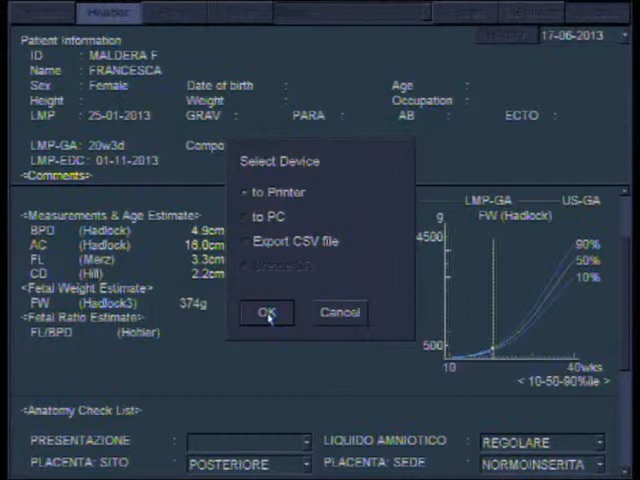 Header
17-06-2013
Patient Information
ID : MALDERA F
Name : FRANCESCA
Sex : Female Date of birth : Age :
Height : Weight : Occupation :
LMP : 25-01-2013 GRAV : PARA : AB : ECTO :
LMP-GA: 20w3d Compo
LMP-EDC: 01-11-2013
<Comments>
Select Device
to Printer
to PC
Export CSV file
OK Cancel
<Measurements & Age Estimate>
BPD (Hadlock) 4.9cm
AC (Hadlock) 16.0cm
FL (Merz) 3.3cm
CD (Hill) 2.2cm
<Fetal Weight Estimate>
FW (Hadlock3) 374g
<Fetal Ratio Estimate>
FL/BPD (Hohler)
LMP-GA US-GA
g FW (Hadlock)
4500
90%
50%
10%
500
10 40wks
< 10-50-90%ile >
<Anatomy Check List>
PRESENTAZIONE : LIQUIDO AMNIOTICO : REGOLARE
PLACENTA: SITO : POSTERIORE PLACENTA: SEDE : NORMOINSERITA